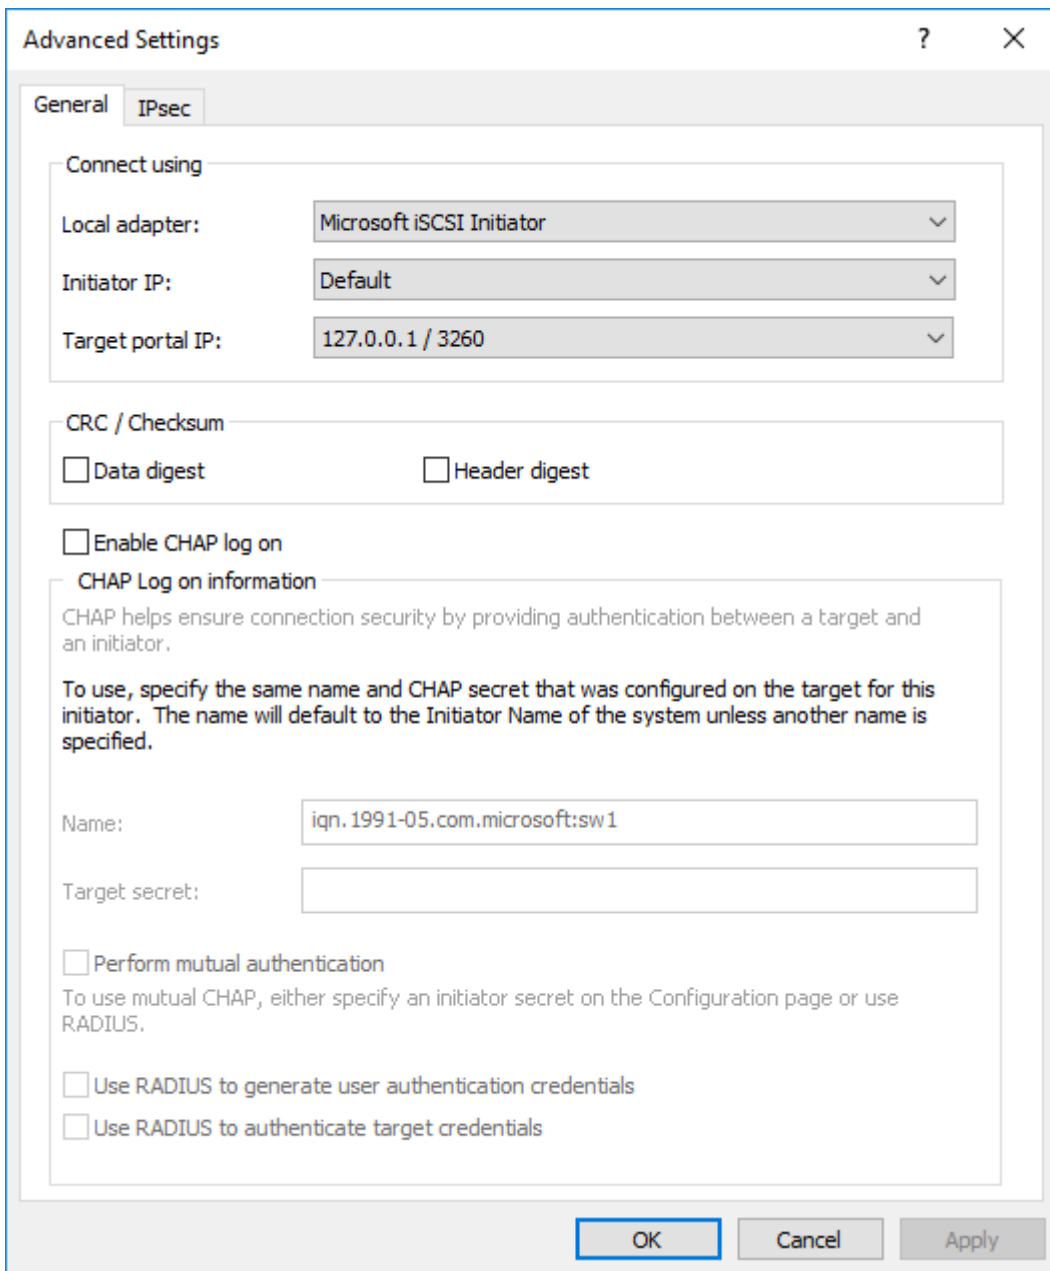 Advanced Settings
?
General
IPsec
Connect using
Local adapter:
Microsoft iSCSI Initiator
Initiator IP:
Default
Target portal IP:
127.0.0.1 / 3260
CRC / Checksum
Data digest
Header digest
Enable CHAP log on
CHAP Log on information
CHAP helps ensure connection security by providing authentication between a target and
an initiator.
To use, specify the same name and CHAP secret that was configured on the target for this
initiator.  The name will default to the Initiator Name of the system unless another name is
specified.
Name:
iqn.1991-05.com.microsoft:sw1
Target secret:
Perform mutual authentication
To use mutual CHAP, either specify an initiator secret on the Configuration page or use
RADIUS.
Use RADIUS to generate user authentication credentials
Use RADIUS to authenticate target credentials
OK
Cancel
Apply